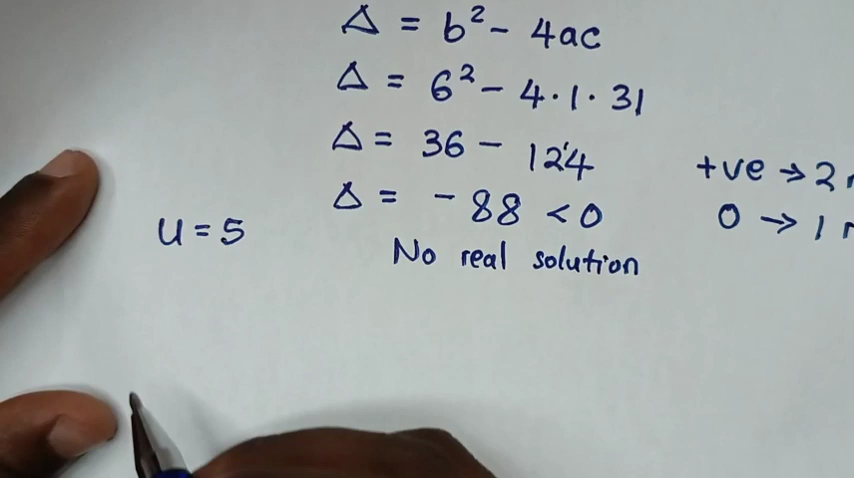 Δ = b² - 4ac
Δ = 6² - 4·1·31
Δ = 36 - 124
Δ = -88 < 0
No real solution
U = 5
+ve → 2
0 → 1